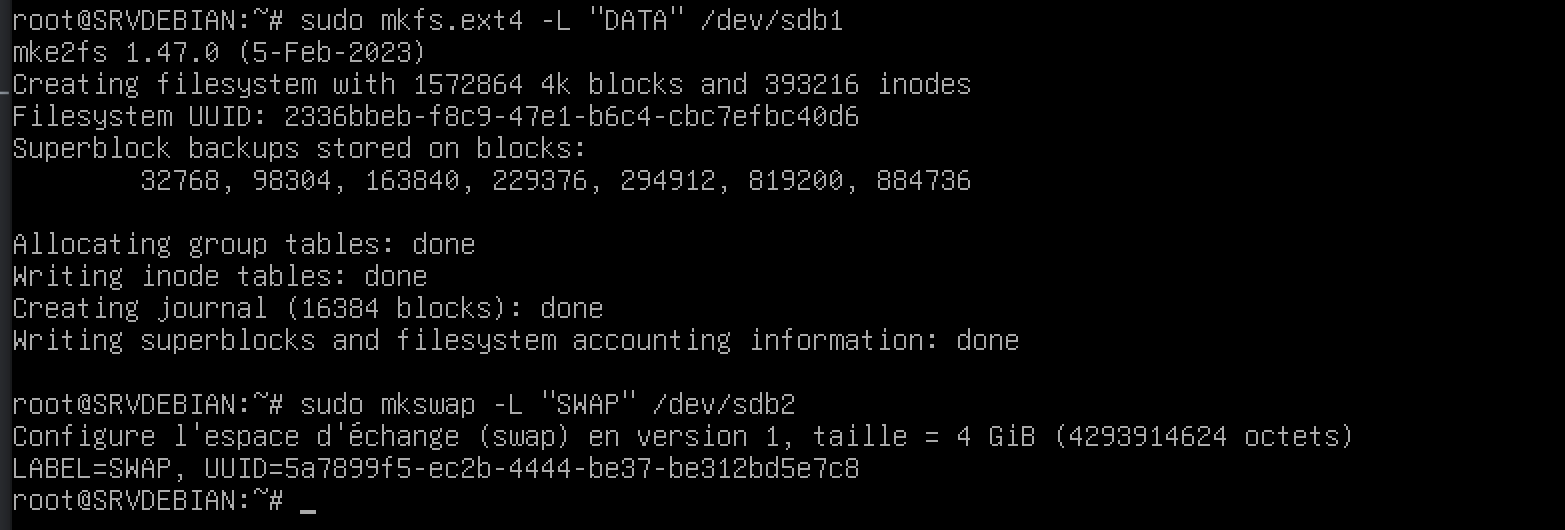 root@SRVDEBIAN:~# sudo mkfs.ext4 -L "DATA" /dev/sdb1
mke2fs 1.47.0 (5-Feb-2023)
Creating filesystem with 1572864 4k blocks and 393216 inodes
Filesystem UUID: 2336bbeb-f8c9-47e1-b6c4-cbc7efbc40d6
Superblock backups stored on blocks:
        32768, 98304, 163840, 229376, 294912, 819200, 884736

Allocating group tables: done
Writing inode tables: done
Creating journal (16384 blocks): done
Writing superblocks and filesystem accounting information: done

root@SRVDEBIAN:~# sudo mkswap -L "SWAP" /dev/sdb2
Configure l'espace d'échange (swap) en version 1, taille = 4 GiB (4293914624 octets)
LABEL=SWAP, UUID=5a7899f5-ec2b-4444-be37-be312bd5e7c8
root@SRVDEBIAN:~# _